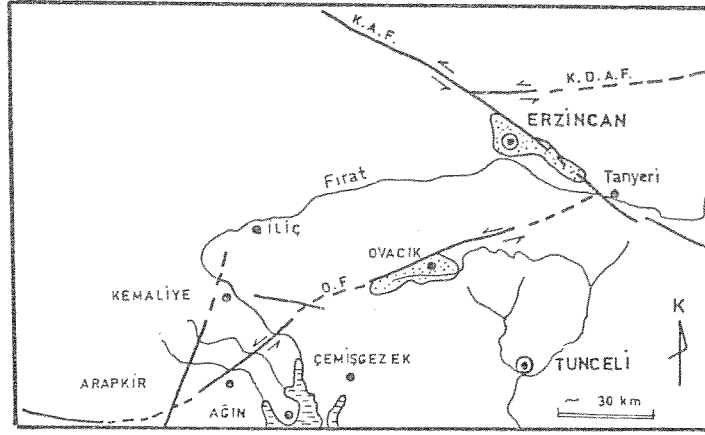 K.A.F.
K.D.A.F.
ERZİNCAN
Fırat
Tanyeri
İLİÇ
OVACIK
O.F
KEMALİYE
K
ÇEMİŞGEZEK
TUNCELİ
ARAPKİR
AĞIN
~ 30 km